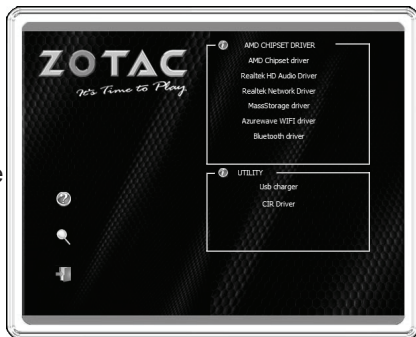 ZOTAC
It's Time to Play
AMD CHIPSET DRIVER
AMD Chipset driver
Realtek HD Audio Driver
Realtek Network Driver
MassStorage driver
Azurewave WIFI driver
Bluetooth driver
UTILITY
Usb charger
CIR Driver
e